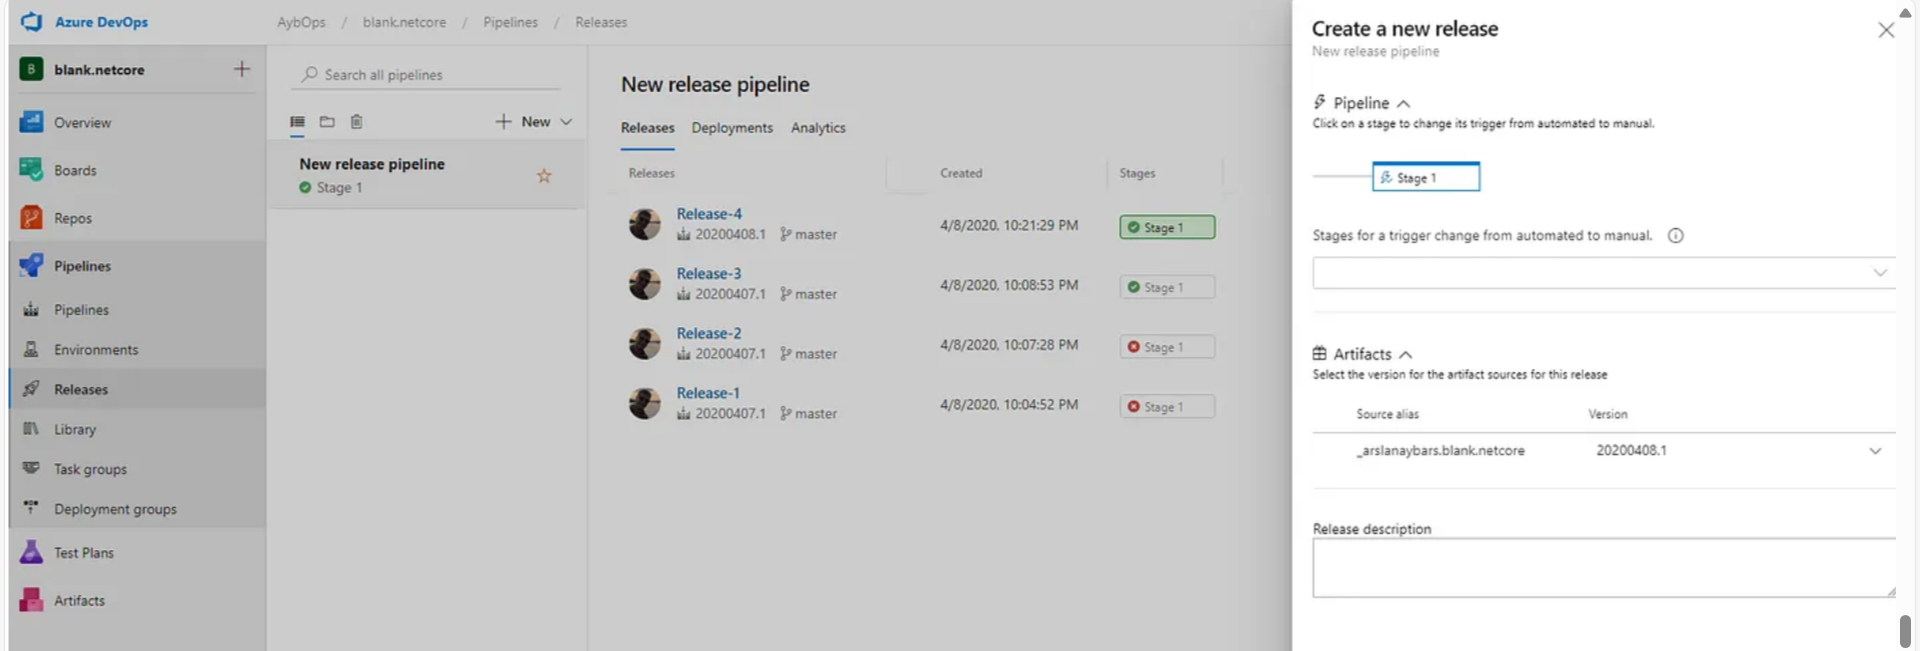 Azure DevOps
AybOps / blank.netcore / Pipelines / Releases
B blank.netcore
Overview
Boards
Repos
Pipelines
Pipelines
Environments
Releases
Library
Task groups
Deployment groups
Test Plans
Artifacts
Search all pipelines
New
New release pipeline
Stage 1
New release pipeline
Releases Deployments Analytics
Releases Created Stages
Release-4
20200408.1 master 4/8/2020, 10:21:29 PM Stage 1
Release-3
20200407.1 master 4/8/2020, 10:08:53 PM Stage 1
Release-2
20200407.1 master 4/8/2020, 10:07:28 PM Stage 1
Release-1
20200407.1 master 4/8/2020, 10:04:52 PM Stage 1
Create a new release
New release pipeline
Pipeline
Click on a stage to change its trigger from automated to manual.
Stage 1
Stages for a trigger change from automated to manual.
Artifacts
Select the version for the artifact sources for this release
Source alias Version
_arslanaybars.blank.netcore 20200408.1
Release description